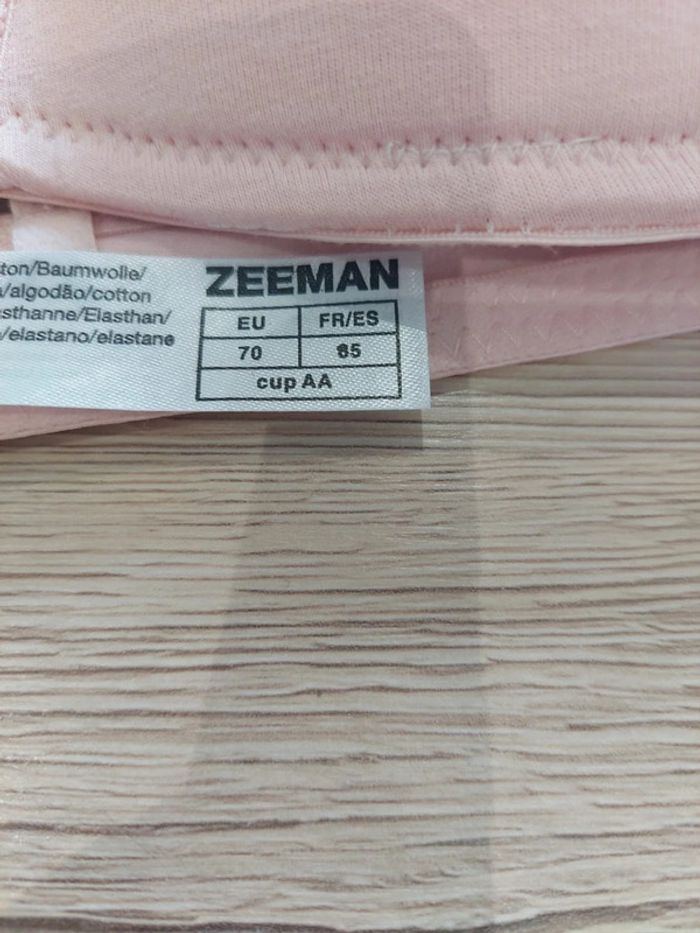 ton/Baumwolle/
/algodão/cotton
sthanne/Elasthan/
/elastano/elastane
ZEEMAN
EU FR/ES
70 85
cup AA